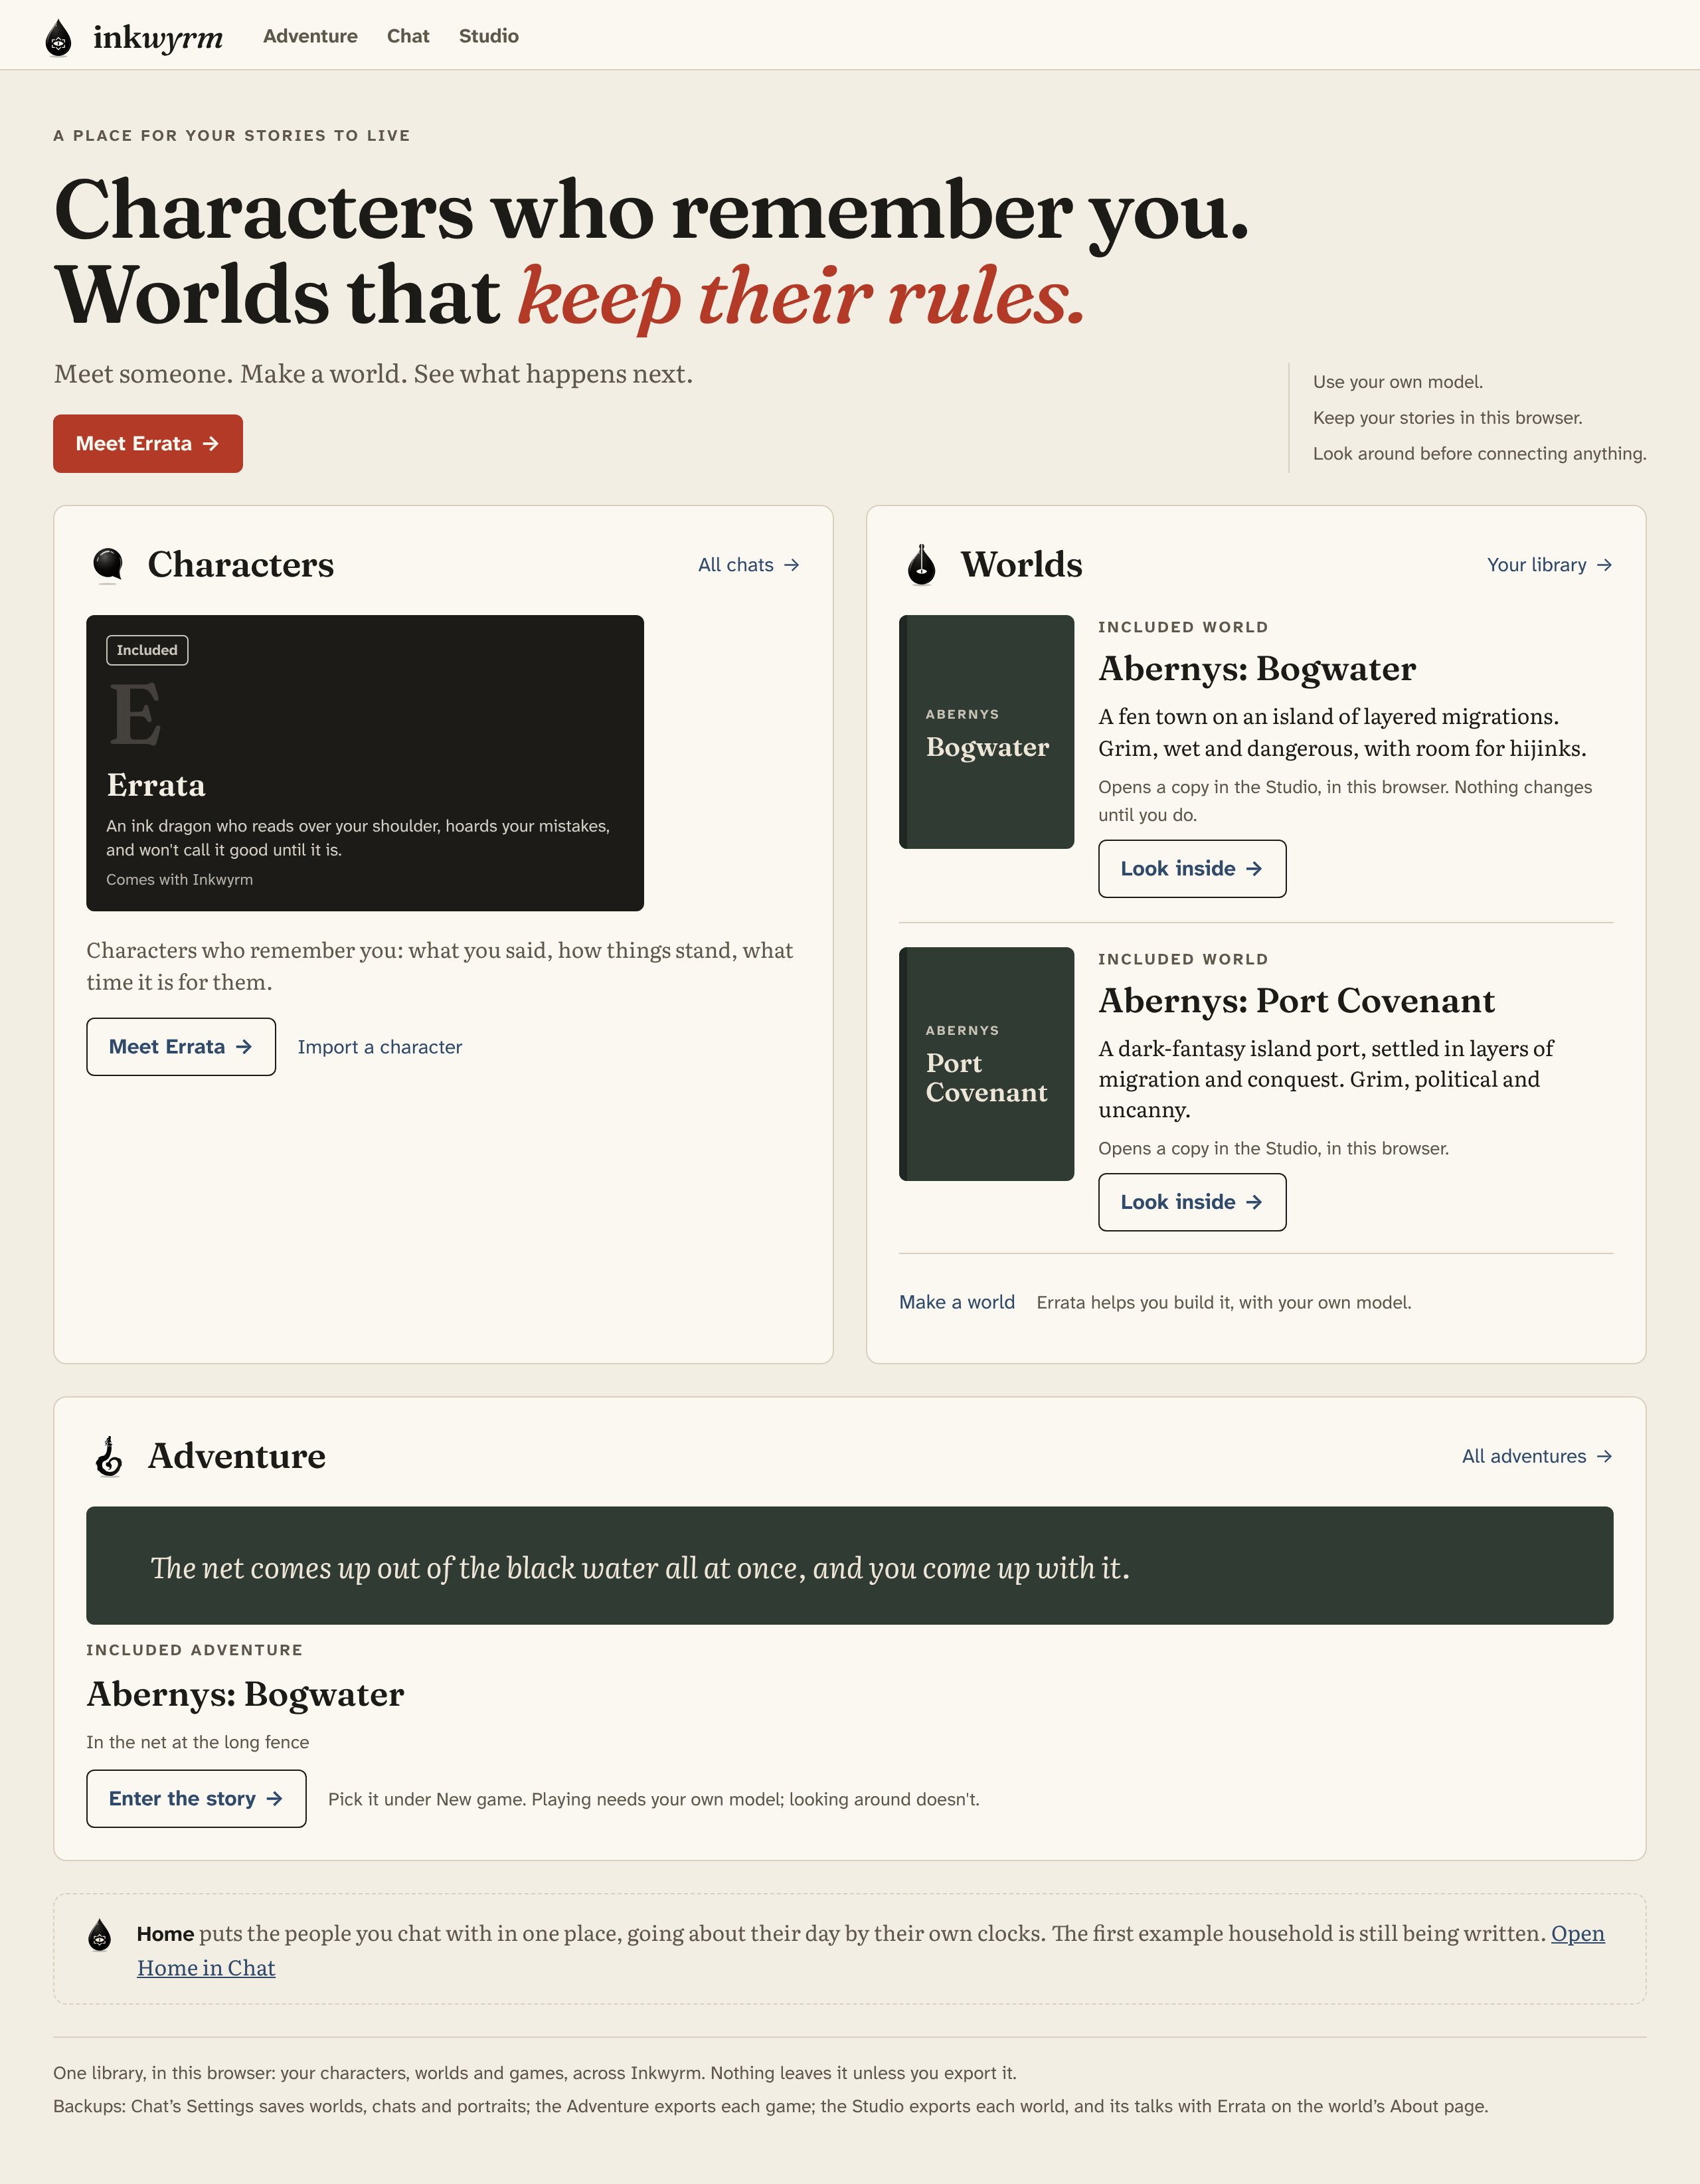 inkwyrm
Adventure
Chat
Studio
A PLACE FOR YOUR STORIES TO LIVE
Characters who remember you.
Worlds that keep their rules.
Meet someone. Make a world. See what happens next.
Meet Errata →
Use your own model.
Keep your stories in this browser.
Look around before connecting anything.
Characters
All chats →
Included
E
Errata
An ink dragon who reads over your shoulder, hoards your mistakes,
and won't call it good until it is.
Comes with Inkwyrm
Characters who remember you: what you said, how things stand, what
time it is for them.
Meet Errata →
Import a character
Worlds
Your library →
ABERNYS
Bogwater
INCLUDED WORLD
Abernys: Bogwater
A fen town on an island of layered migrations.
Grim, wet and dangerous, with room for hijinks.
Opens a copy in the Studio, in this browser. Nothing changes
until you do.
Look inside →
ABERNYS
Port
Covenant
INCLUDED WORLD
Abernys: Port Covenant
A dark-fantasy island port, settled in layers of
migration and conquest. Grim, political and
uncanny.
Opens a copy in the Studio, in this browser.
Look inside →
Make a world
Errata helps you build it, with your own model.
Adventure
All adventures →
The net comes up out of the black water all at once, and you come up with it.
INCLUDED ADVENTURE
Abernys: Bogwater
In the net at the long fence
Enter the story →
Pick it under New game. Playing needs your own model; looking around doesn't.
Home puts the people you chat with in one place, going about their day by their own clocks. The first example household is still being written. Open
Home in Chat
One library, in this browser: your characters, worlds and games, across Inkwyrm. Nothing leaves it unless you export it.
Backups: Chat’s Settings saves worlds, chats and portraits; the Adventure exports each game; the Studio exports each world, and its talks with Errata on the world’s About page.